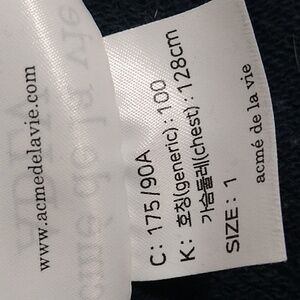 www.acmedelavie.com
C: 175/90A
K: 호칭(generic): 100
가슴둘레(chest): 128cm
SIZE: 1
acmé de la vie